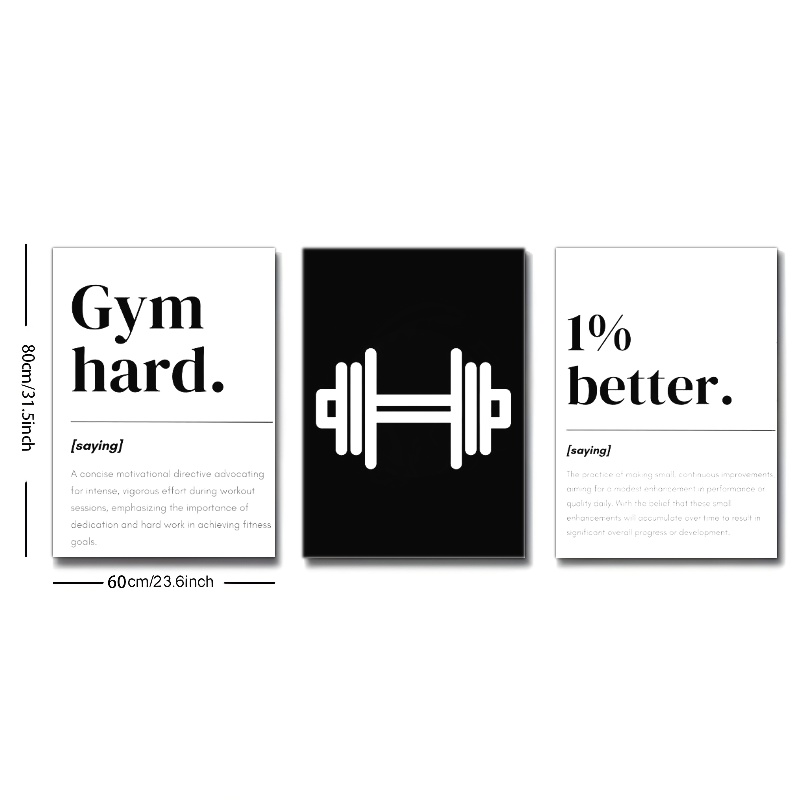 80cm/31.5inch
Gym
hard.
[saying]
A concise motivational directive advocating
for intense, vigorous effort during workout
sessions, emphasizing the importance of
dedication and hard work in achieving fitness
goals.
60cm/23.6inch
1%
better.
[saying]
The practice of making small, continuous improvements,
aiming for a modest enhancement in performance or
quality daily. With the belief that these small
enhancements will accumulate over time to result in
significant overall progress or development.